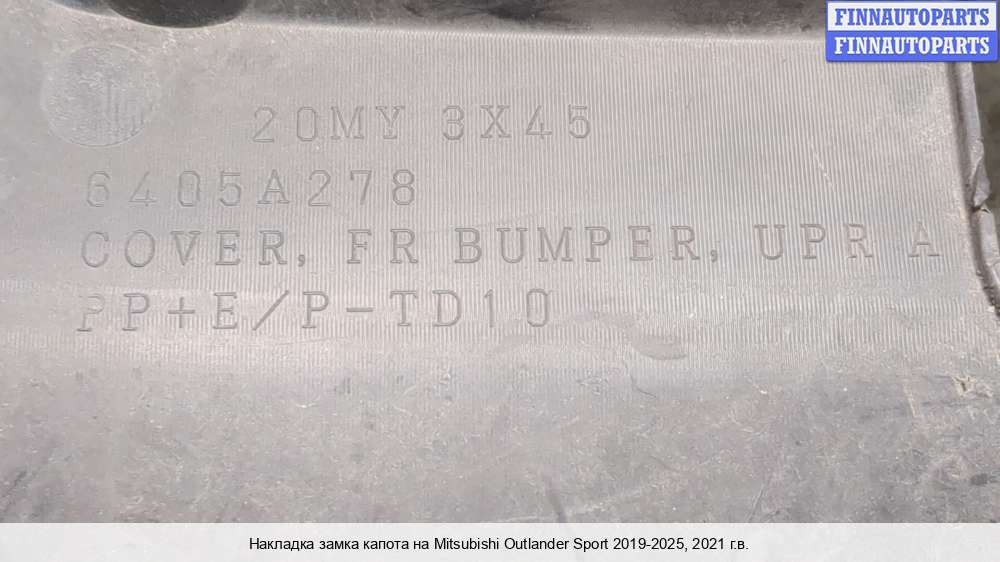 FINNAUTOPARTS
FINNAUTOPARTS
20MY 3X45
6405A278
COVER, FR BUMPER, UPR A
PP+E/P-TD10
Накладка замка капота на Mitsubishi Outlander Sport 2019-2025, 2021 г.в.